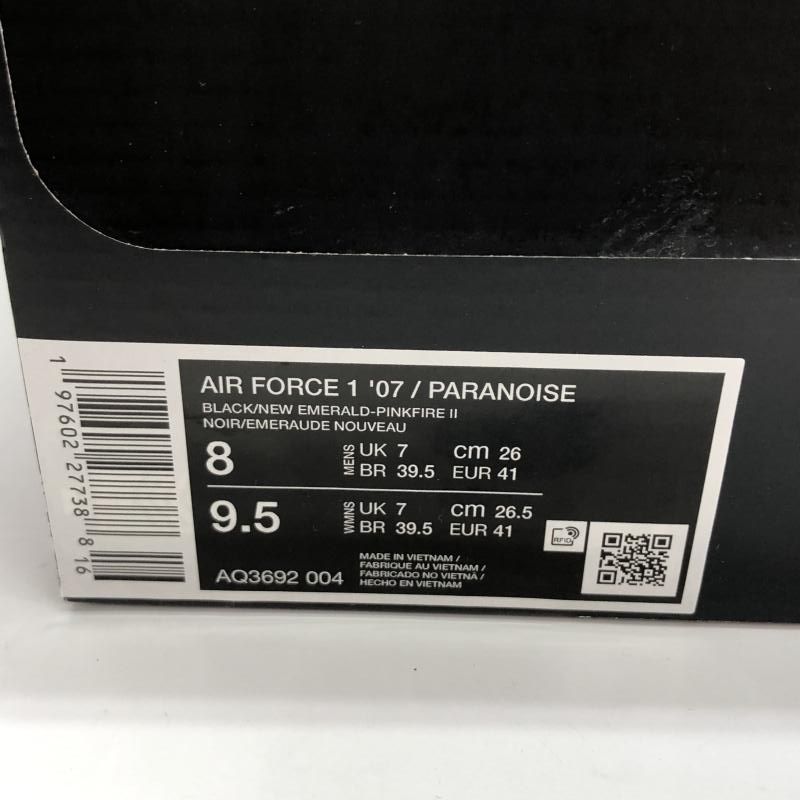 AIR FORCE 1 '07 / PARANOISE
BLACK/NEW EMERALD-PINKFIRE II
NOIR/EMERAUDE NOUVEAU
8 MENS UK 7 cm 26
BR 39.5 EUR 41
9.5 WMNS UK 7 cm 26.5
BR 39.5 EUR 41
AQ3692 004
MADE IN VIETNAM /
FABRIQUE AU VIETNAM /
FABRICADO NO VIETNÃ /
HECHO EN VIETNAM
RFID
1 97602 27738 8 16